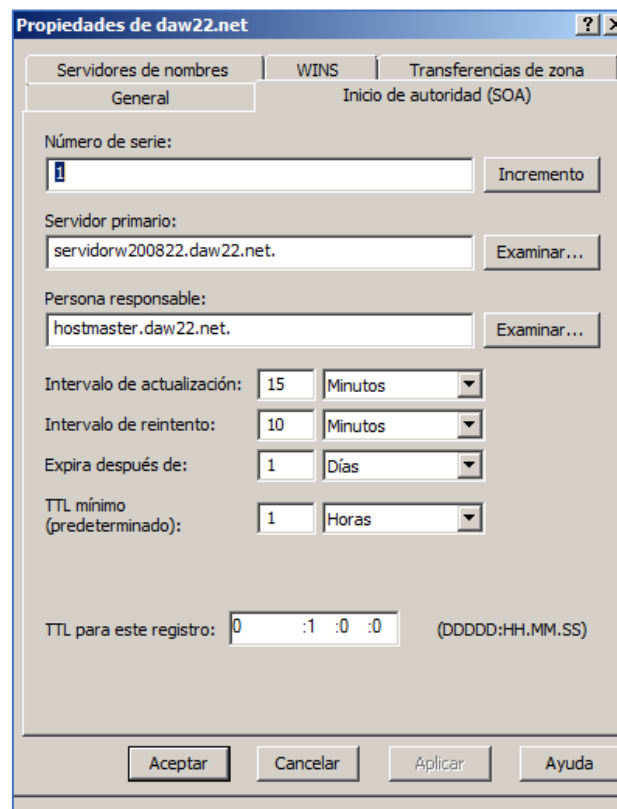 Propiedades de daw22.net
Servidores de nombres WINS Transferencias de zona
General Inicio de autoridad (SOA)
Número de serie:
1 Incremento
Servidor primario:
servidorw200822.daw22.net. Examinar...
Persona responsable:
hostmaster.daw22.net. Examinar...
Intervalo de actualización: 15 Minutos
Intervalo de reintento: 10 Minutos
Expira después de: 1 Días
TTL mínimo
(predeterminado): 1 Horas
TTL para este registro: 0 :1 :0 :0 (DDDDD:HH.MM.SS)
Aceptar Cancelar Aplicar Ayuda